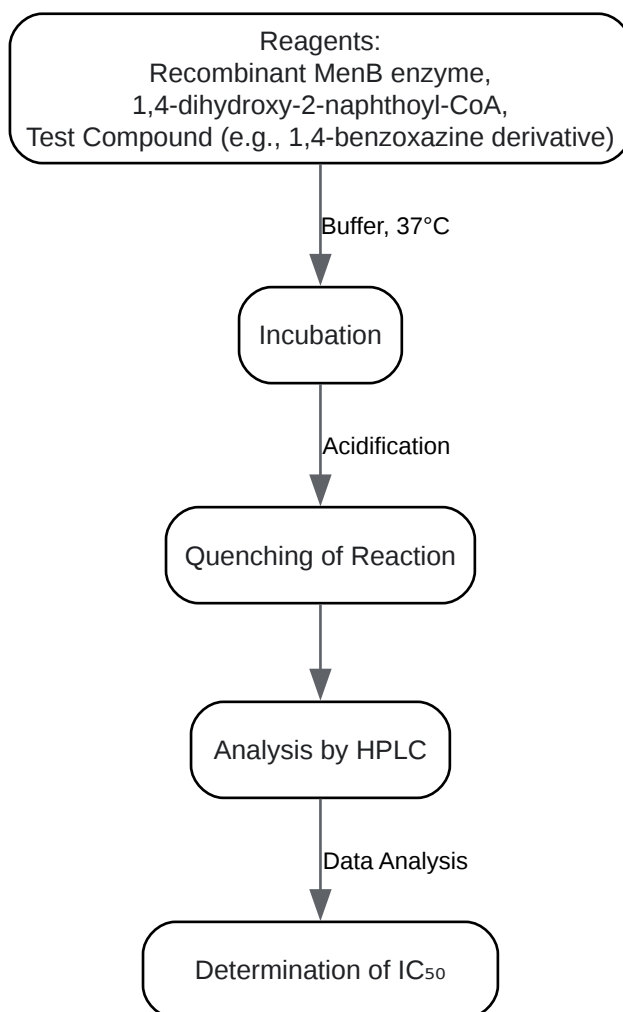 Reagents:
Recombinant MenB enzyme,
1,4-dihydroxy-2-naphthoyl-CoA,
Test Compound (e.g., 1,4-benzoxazine derivative)
Buffer, 37°C
Incubation
Acidification
Quenching of Reaction
Analysis by HPLC
Data Analysis
Determination of IC₅₀